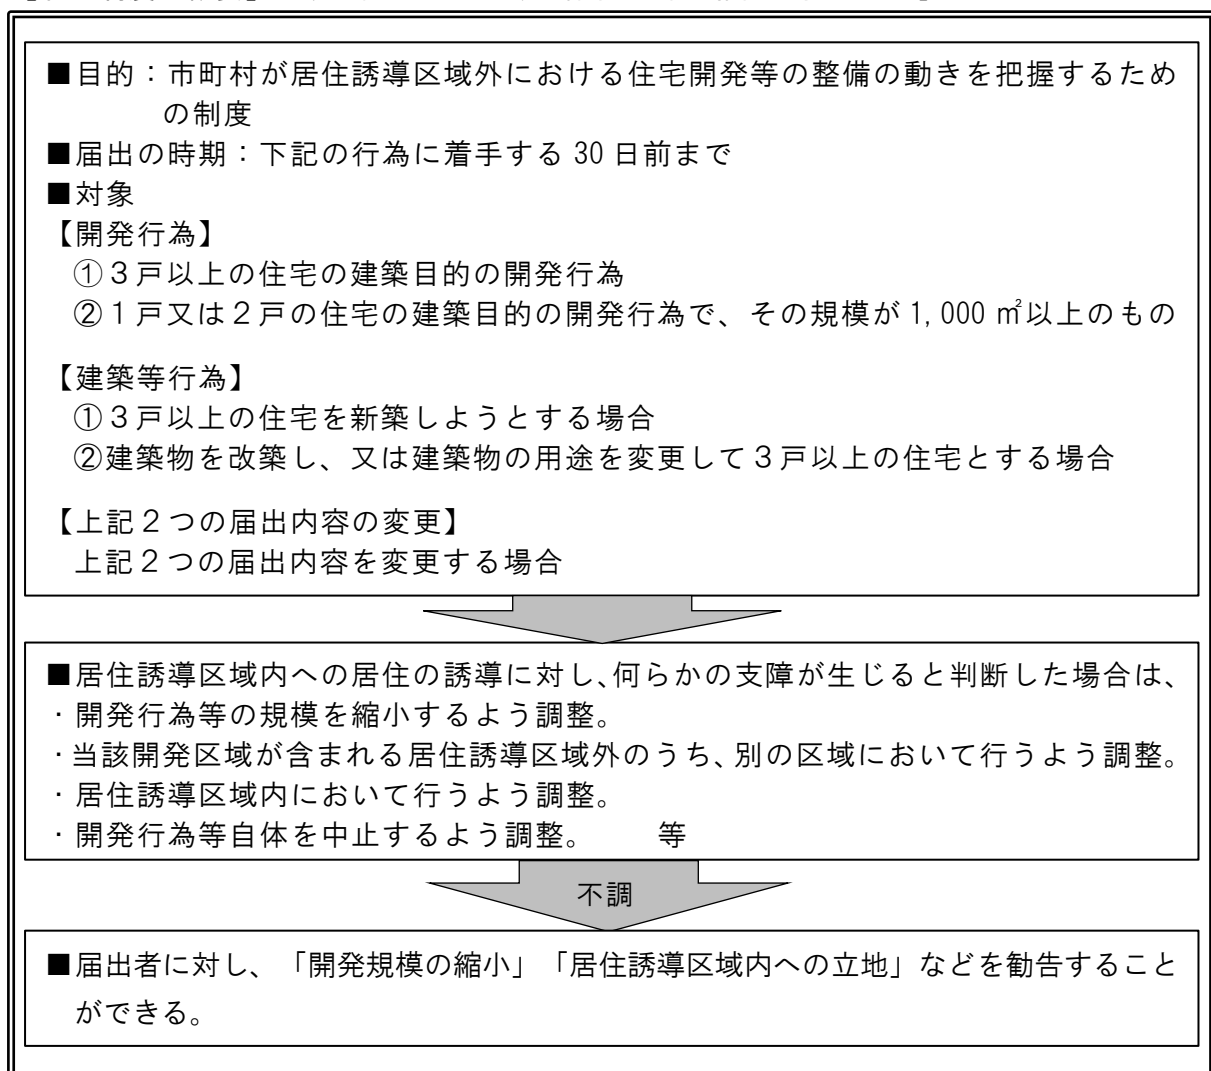 ■目的：市町村が居住誘導区域外における住宅開発等の整備の動きを把握するため
の制度
■届出の時期：下記の行為に着手する 30 日前まで
■対象
【開発行為】
①３戸以上の住宅の建築目的の開発行為
②１戸又は２戸の住宅の建築目的の開発行為で、その規模が 1,000 ㎡以上のもの
【建築等行為】
①３戸以上の住宅を新築しようとする場合
②建築物を改築し、又は建築物の用途を変更して３戸以上の住宅とする場合
【上記２つの届出内容の変更】
上記２つの届出内容を変更する場合
■居住誘導区域内への居住の誘導に対し､何らかの支障が生じると判断した場合は、
・開発行為等の規模を縮小するよう調整。
・当該開発区域が含まれる居住誘導区域外のうち､別の区域において行うよう調整。
・居住誘導区域内において行うよう調整。
・開発行為等自体を中止するよう調整。　　等
不調
■届出者に対し、「開発規模の縮小」「居住誘導区域内への立地」などを勧告すること
ができる。